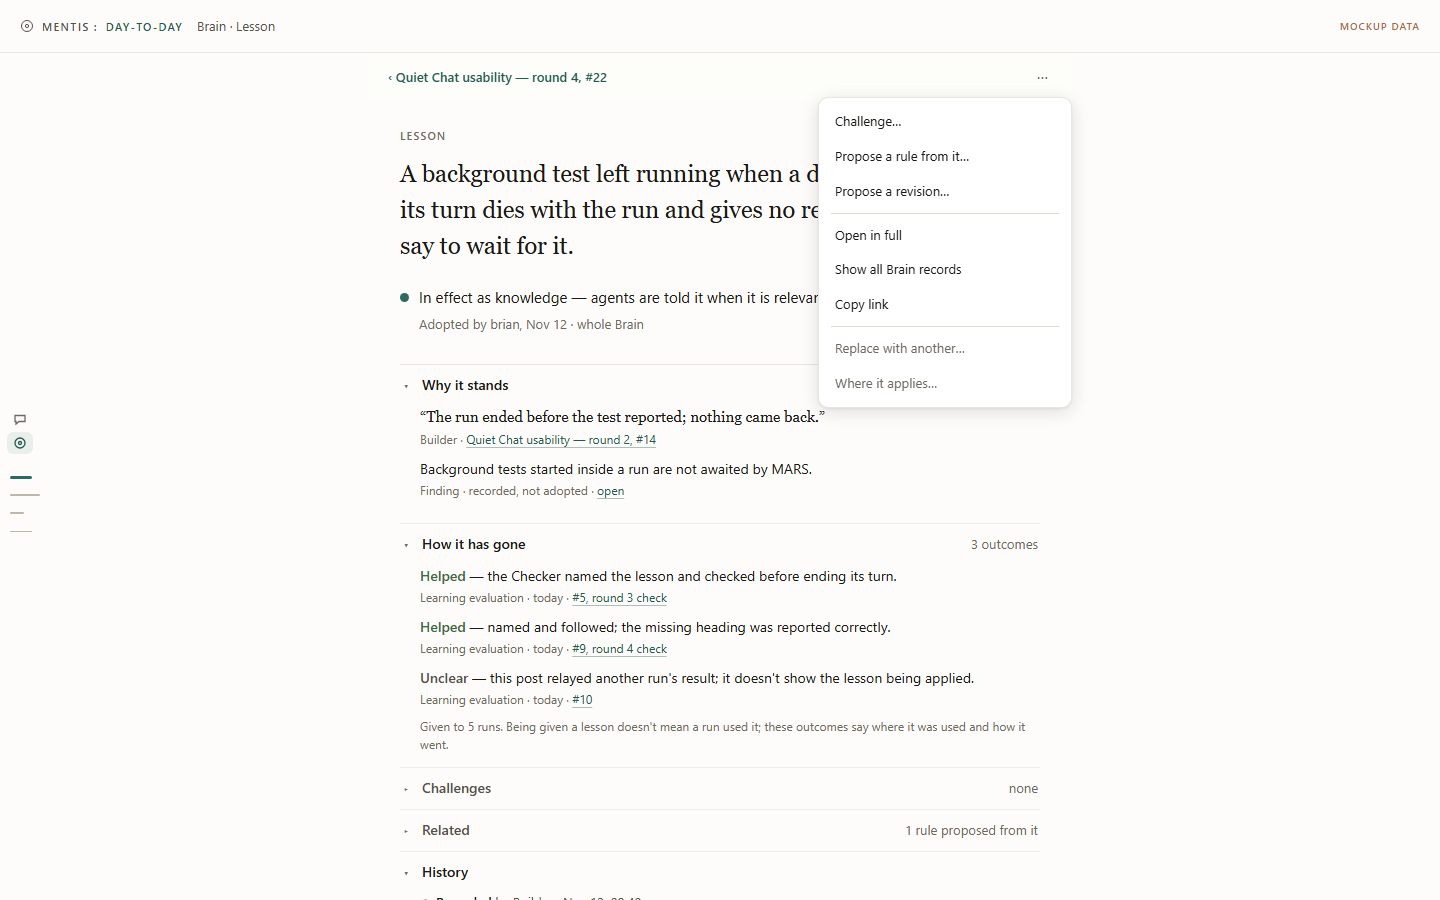 MENTIS : DAY-TO-DAY Brain · Lesson MOCKUP DATA
‹ Quiet Chat usability — round 4, #22 ...
LESSON
A background test left running when a
its turn dies with the run and gives no
say to wait for it.
In effect as knowledge — agents are told it when it is
Adopted by brian, Nov 12 · whole Brain
Challenge...
Propose a rule from it...
Propose a revision...
Open in full
Show all Brain records
Copy link
Replace with another...
Where it applies...
Why it stands
“The run ended before the test reported; nothing came back.”
Builder · Quiet Chat usability — round 2, #14
Background tests started inside a run are not awaited by MARS.
Finding · recorded, not adopted · open
How it has gone 3 outcomes
Helped — the Checker named the lesson and checked before ending its turn.
Learning evaluation · today · #5, round 3 check
Helped — named and followed; the missing heading was reported correctly.
Learning evaluation · today · #9, round 4 check
Unclear — this post relayed another run's result; it doesn't show the lesson being applied.
Learning evaluation · today · #10
Given to 5 runs. Being given a lesson doesn't mean a run used it; these outcomes say where it was used and how it
went.
Challenges none
Related 1 rule proposed from it
History